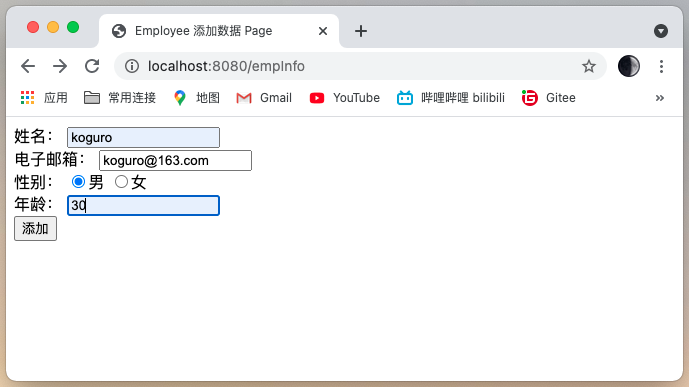 Employee 添加数据 Page
localhost:8080/empInfo
应用 常用连接 地图 Gmail YouTube 哔哩哔哩 bilibili Gitee
姓名： koguro
电子邮箱： koguro@163.com
性别： 男 女
年龄： 30
添加